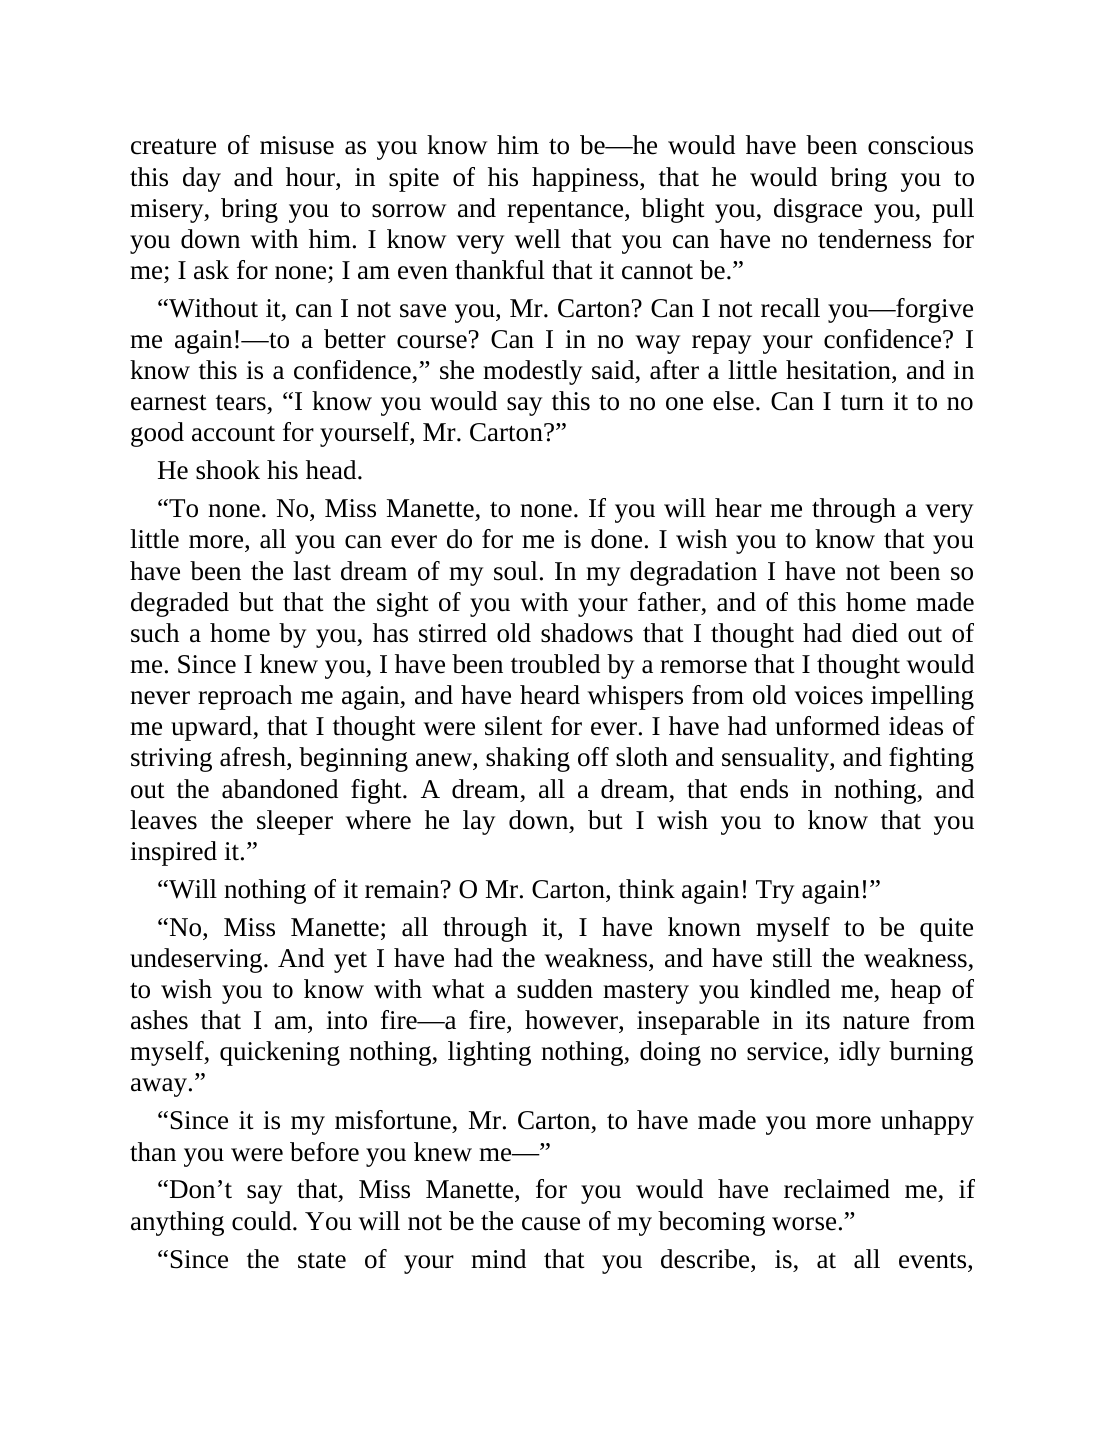 creature of misuse as you know him to be—he would have been conscious
this day and hour, in spite of his happiness, that he would bring you to
misery, bring you to sorrow and repentance, blight you, disgrace you, pull
you down with him. I know very well that you can have no tenderness for
me; I ask for none; I am even thankful that it cannot be.”
“Without it, can I not save you, Mr. Carton? Can I not recall you—forgive
me again!—to a better course? Can I in no way repay your confidence? I
know this is a confidence,” she modestly said, after a little hesitation, and in
earnest tears, “I know you would say this to no one else. Can I turn it to no
good account for yourself, Mr. Carton?”
He shook his head.
“To none. No, Miss Manette, to none. If you will hear me through a very
little more, all you can ever do for me is done. I wish you to know that you
have been the last dream of my soul. In my degradation I have not been so
degraded but that the sight of you with your father, and of this home made
such a home by you, has stirred old shadows that I thought had died out of
me. Since I knew you, I have been troubled by a remorse that I thought would
never reproach me again, and have heard whispers from old voices impelling
me upward, that I thought were silent for ever. I have had unformed ideas of
striving afresh, beginning anew, shaking off sloth and sensuality, and fighting
out the abandoned fight. A dream, all a dream, that ends in nothing, and
leaves the sleeper where he lay down, but I wish you to know that you
inspired it.”
“Will nothing of it remain? O Mr. Carton, think again! Try again!”
“No, Miss Manette; all through it, I have known myself to be quite
undeserving. And yet I have had the weakness, and have still the weakness,
to wish you to know with what a sudden mastery you kindled me, heap of
ashes that I am, into fire—a fire, however, inseparable in its nature from
myself, quickening nothing, lighting nothing, doing no service, idly burning
away.”
“Since it is my misfortune, Mr. Carton, to have made you more unhappy
than you were before you knew me—”
“Don’t say that, Miss Manette, for you would have reclaimed me, if
anything could. You will not be the cause of my becoming worse.”
“Since the state of your mind that you describe, is, at all events,